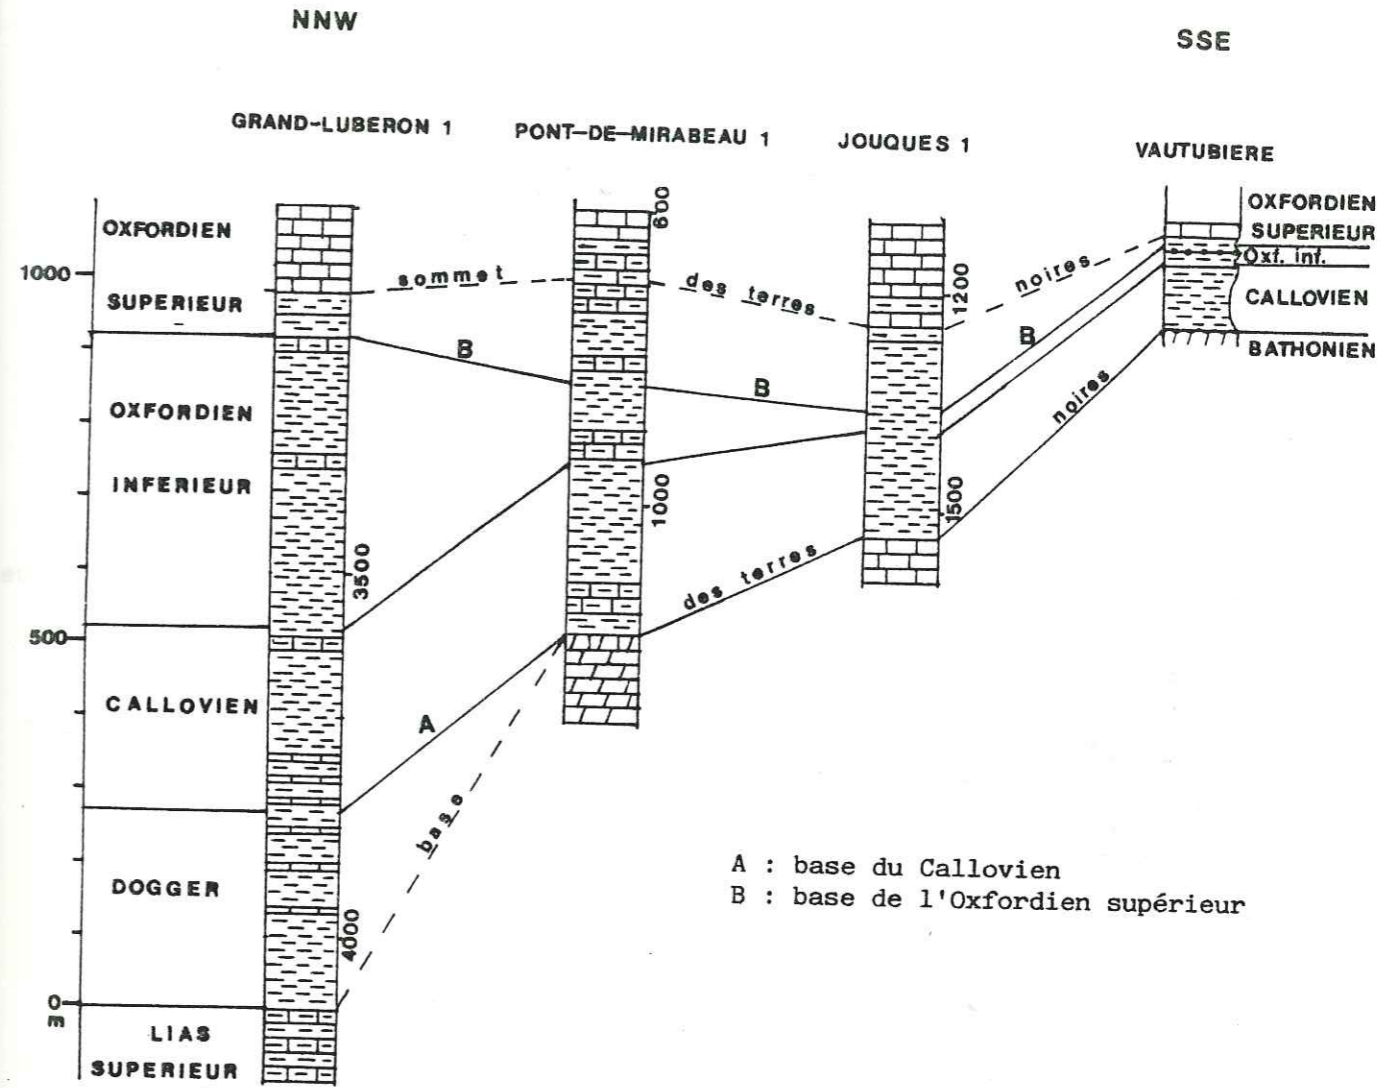 NNW
SSE
GRAND-LUBERON 1
PONT-DE-MIRABEAU 1
JOUQUES 1
VAUTUBIERE
OXFORDIEN
SUPERIEUR
OXFORDIEN
INFERIEUR
CALLOVIEN
DOGGER
LIAS
SUPERIEUR
1000
500
0
m
3500
4000
600
1000
1200
1500
sommet
des terres
noires
B
B
B
A
base
des terres
noires
OXFORDIEN
SUPERIEUR
Oxf. inf.
CALLOVIEN
BATHONIEN
A : base du Callovien
B : base de l'Oxfordien supérieur